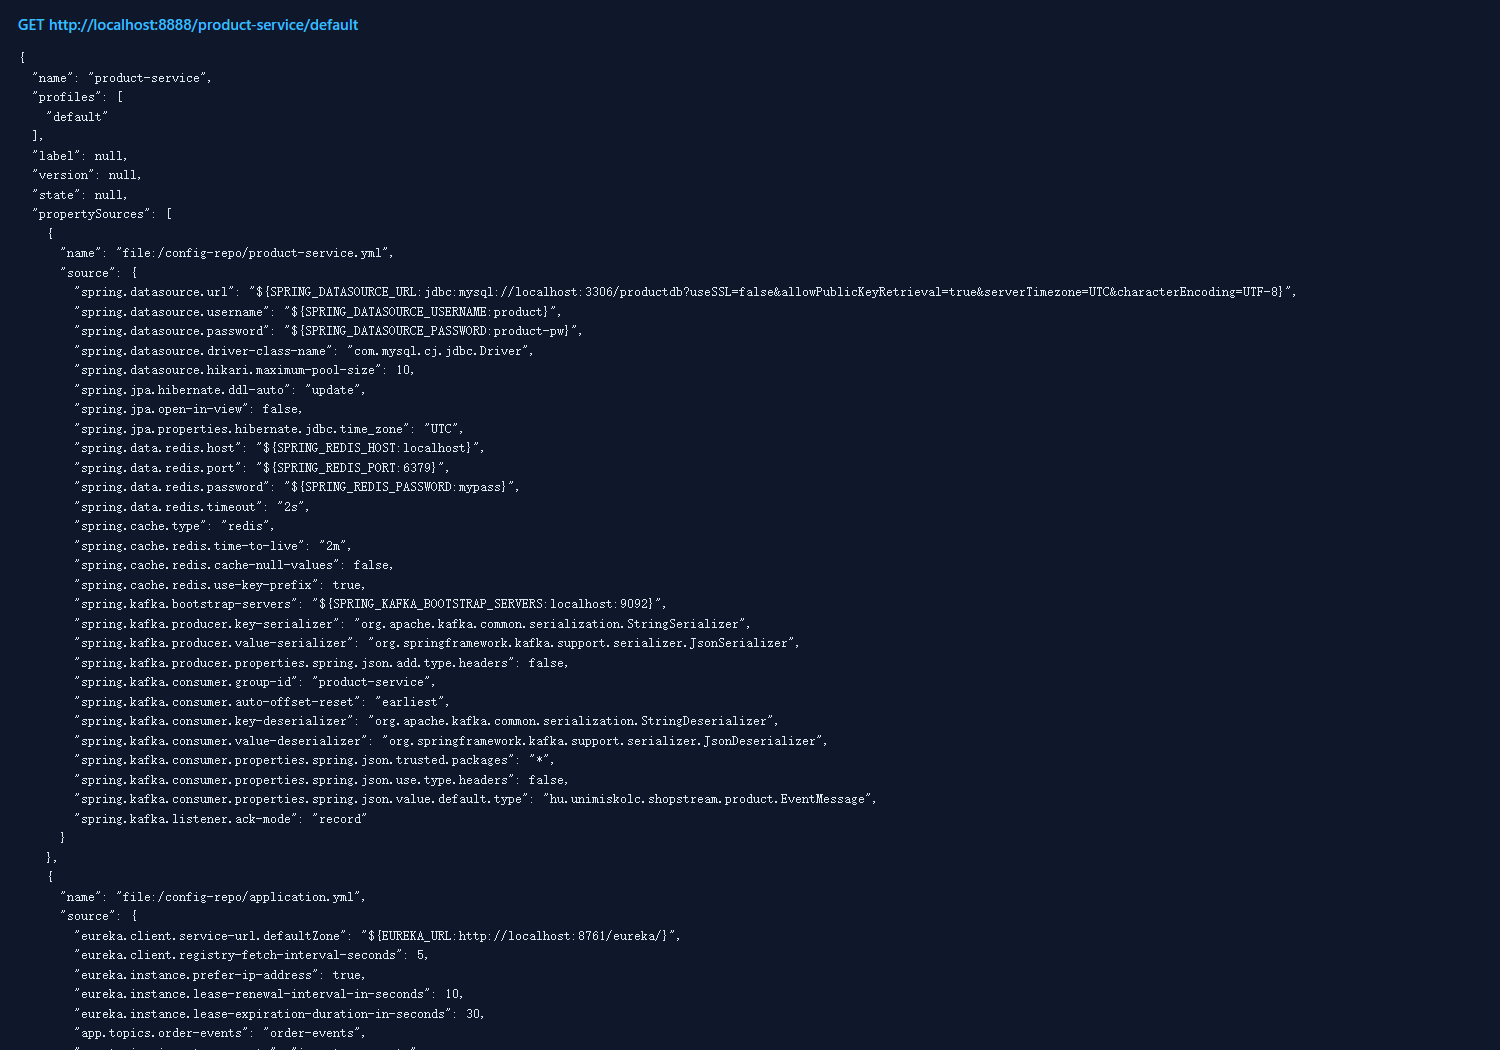 GET http://localhost:8888/product-service/default
{
"name": "product-service",
"profiles": [
"default"
],
"label": null,
"version": null,
"state": null,
"propertySources": [
{
"name": "file:/config-repo/product-service.yml",
"source": {
"spring.datasource.url": "${SPRING_DATASOURCE_URL:jdbc:mysql://localhost:3306/productdb?useSSL=false&allowPublicKeyRetrieval=true&serverTimezone=UTC&characterEncoding=UTF-8}",
"spring.datasource.username": "${SPRING_DATASOURCE_USERNAME:product}",
"spring.datasource.password": "${SPRING_DATASOURCE_PASSWORD:product-pw}",
"spring.datasource.driver-class-name": "com.mysql.cj.jdbc.Driver",
"spring.datasource.hikari.maximum-pool-size": 10,
"spring.jpa.hibernate.ddl-auto": "update",
"spring.jpa.open-in-view": false,
"spring.jpa.properties.hibernate.jdbc.time_zone": "UTC",
"spring.data.redis.host": "${SPRING_REDIS_HOST:localhost}",
"spring.data.redis.port": "${SPRING_REDIS_PORT:6379}",
"spring.data.redis.password": "${SPRING_REDIS_PASSWORD:mypass}",
"spring.data.redis.timeout": "2s",
"spring.cache.type": "redis",
"spring.cache.redis.time-to-live": "2m",
"spring.cache.redis.cache-null-values": false,
"spring.cache.redis.use-key-prefix": true,
"spring.kafka.bootstrap-servers": "${SPRING_KAFKA_BOOTSTRAP_SERVERS:localhost:9092}",
"spring.kafka.producer.key-serializer": "org.apache.kafka.common.serialization.StringSerializer",
"spring.kafka.producer.value-serializer": "org.springframework.kafka.support.serializer.JsonSerializer",
"spring.kafka.producer.properties.spring.json.add.type.headers": false,
"spring.kafka.consumer.group-id": "product-service",
"spring.kafka.consumer.auto-offset-reset": "earliest",
"spring.kafka.consumer.key-deserializer": "org.apache.kafka.common.serialization.StringDeserializer",
"spring.kafka.consumer.value-deserializer": "org.springframework.kafka.support.serializer.JsonDeserializer",
"spring.kafka.consumer.properties.spring.json.trusted.packages": "*",
"spring.kafka.consumer.properties.spring.json.use.type.headers": false,
"spring.kafka.consumer.properties.spring.json.value.default.type": "hu.unimiskolc.shopstream.product.EventMessage",
"spring.kafka.listener.ack-mode": "record"
}
},
{
"name": "file:/config-repo/application.yml",
"source": {
"eureka.client.service-url.defaultZone": "${EUREKA_URL:http://localhost:8761/eureka/}",
"eureka.client.registry-fetch-interval-seconds": 5,
"eureka.instance.prefer-ip-address": true,
"eureka.instance.lease-renewal-interval-in-seconds": 10,
"eureka.instance.lease-expiration-duration-in-seconds": 30,
"app.topics.order-events": "order-events",